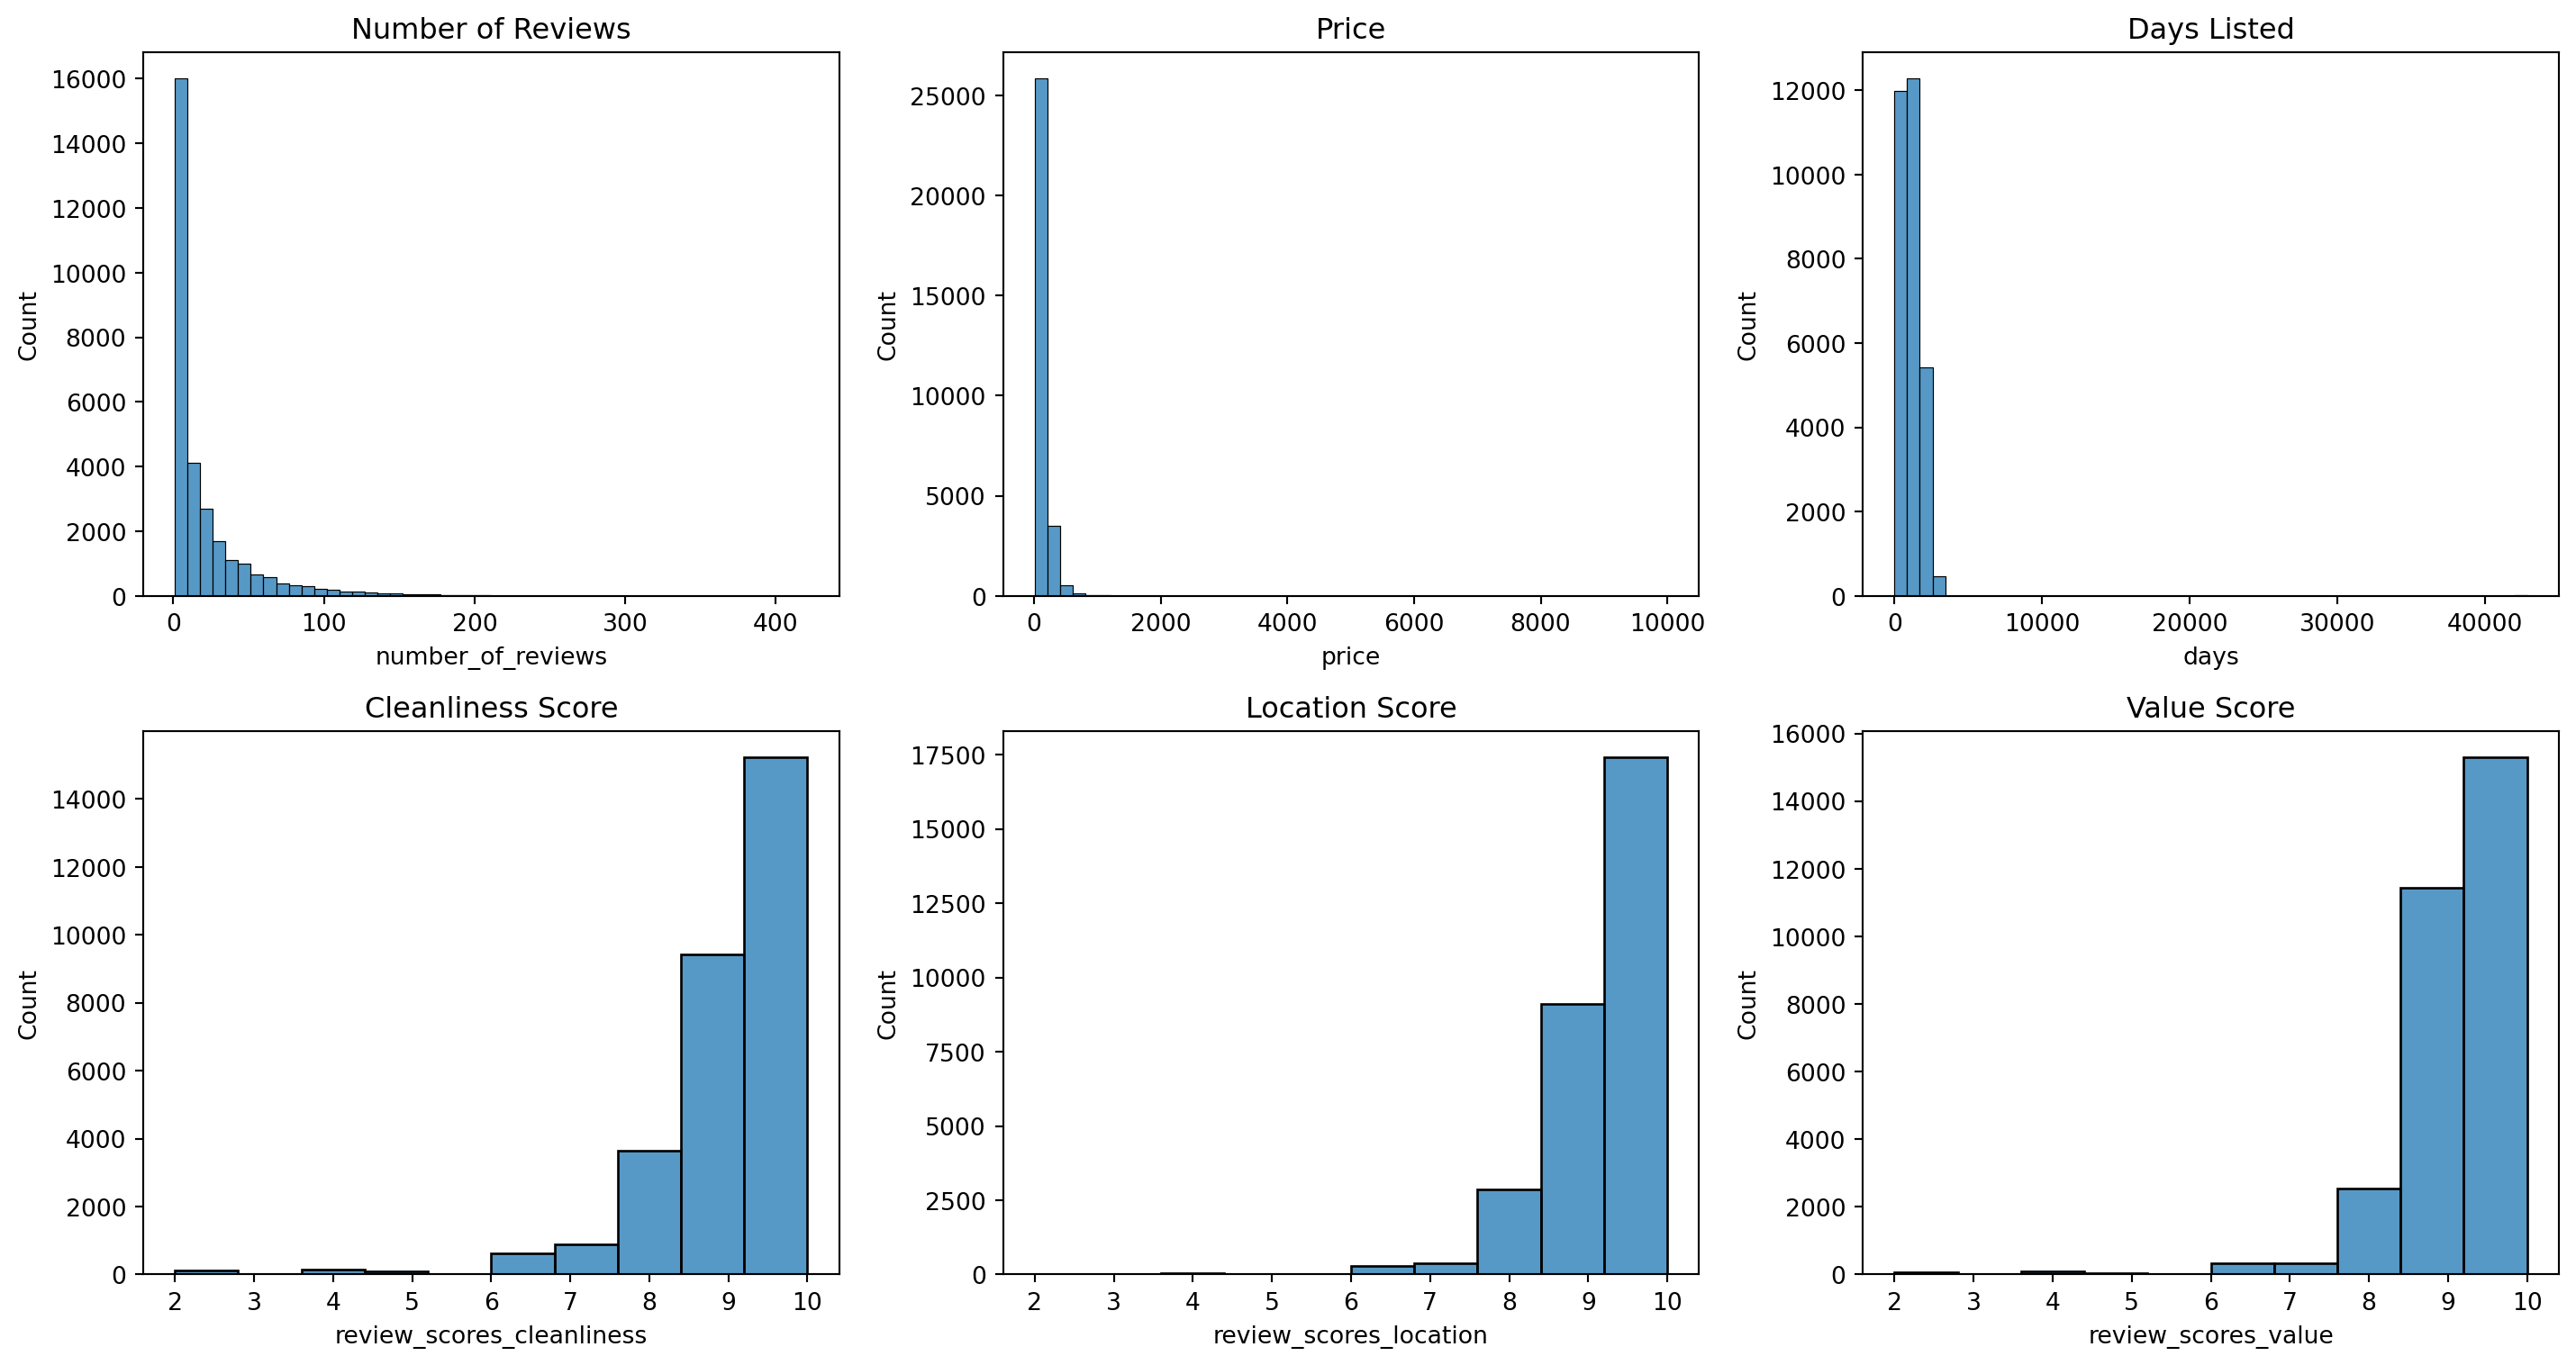 Number of Reviews
Count
16000
14000
12000
10000
8000
6000
4000
2000
0
0 100 200 300 400
number_of_reviews
Price
Count
25000
20000
15000
10000
5000
0
0 2000 4000 6000 8000 10000
price
Days Listed
Count
12000
10000
8000
6000
4000
2000
0
0 10000 20000 30000 40000
days
Cleanliness Score
Count
14000
12000
10000
8000
6000
4000
2000
0
2 3 4 5 6 7 8 9 10
review_scores_cleanliness
Location Score
Count
17500
15000
12500
10000
7500
5000
2500
0
2 3 4 5 6 7 8 9 10
review_scores_location
Value Score
Count
16000
14000
12000
10000
8000
6000
4000
2000
0
2 3 4 5 6 7 8 9 10
review_scores_value